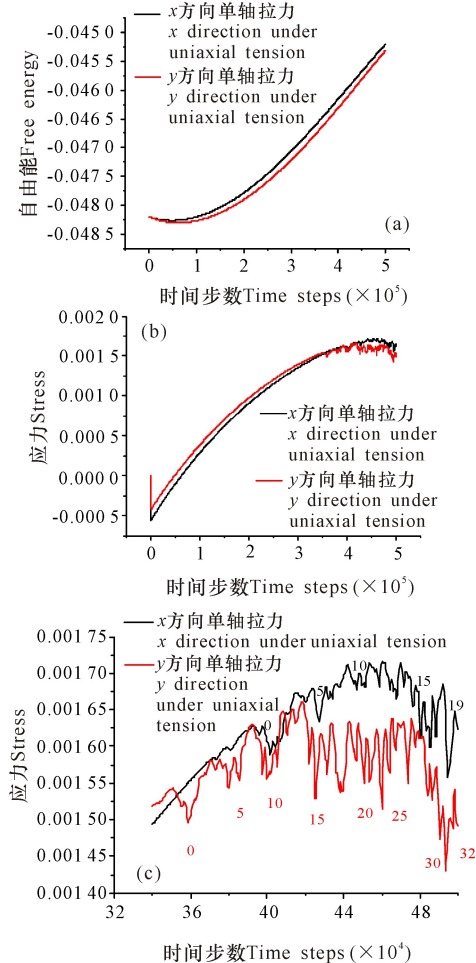 -0.045 0
-0.045 5
-0.046 0
-0.046 5
-0.047 0
-0.047 5
-0.048 0
-0.048 5
自由能Free energy
x方向单轴拉力
x direction under
uniaxial tension
y方向单轴拉力
y direction under
uniaxial tension
(a)
0 1 2 3 4 5
时间步数Time steps(×10⁵)
0.002 0
0.001 5
0.001 0
0.000 5
0.000 0
-0.000 5
应力Stress
(b)
x方向单轴拉力
x direction under
uniaxial tension
y方向单轴拉力
y direction under
uniaxial tension
0 1 2 3 4 5
时间步数Time steps(×10⁵)
x方向单轴拉力
x direction under uniaxial tension
y方向单轴拉力
y direction
under uniaxial
tension
0.001 75
0.001 70
0.001 65
0.001 60
0.001 55
0.001 50
0.001 45
0.001 40
应力Stress
0 5 10 15 19
0 5 10 15 20 25 30 32
(c)
32 36 40 44 48
时间步数Time steps(×10⁴)